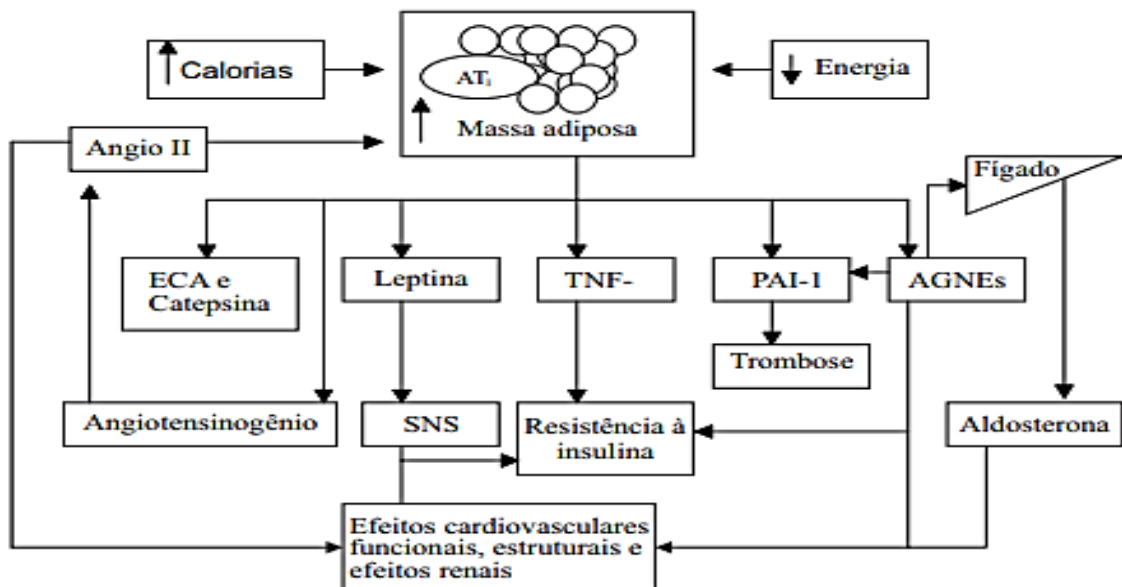 Calorias
AT₁
Massa adiposa
Energia
Angio II
Fígado
ECA e
Catepsina
Leptina
TNF-
PAI-1
AGNEs
Trombose
Angiotensinogênio
SNS
Resistência à
insulina
Aldosterona
Efeitos cardiovasculares
funcionais, estruturais e
efeitos renais